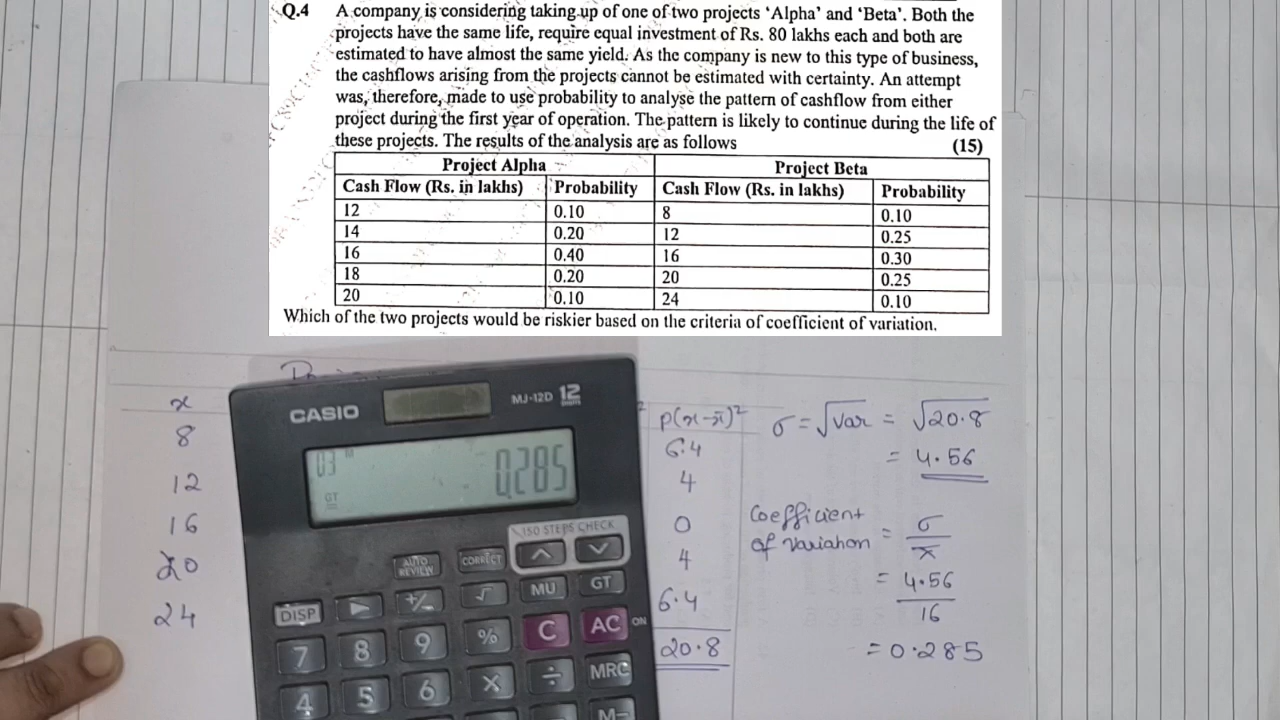 Q.4 A company is considering taking up of one of two projects 'Alpha' and 'Beta'. Both the
projects have the same life, require equal investment of Rs. 80 lakhs each and both are
estimated to have almost the same yield. As the company is new to this type of business,
the cashflows arising from the projects cannot be estimated with certainty. An attempt
was, therefore, made to use probability to analyse the pattern of cashflow from either
project during the first year of operation. The pattern is likely to continue during the life of
these projects. The results of the analysis are as follows (15)
Project Alpha Project Beta
Cash Flow (Rs. in lakhs) Probability Cash Flow (Rs. in lakhs) Probability
12 0.10 8 0.10
14 0.20 12 0.25
16 0.40 16 0.30
18 0.20 20 0.25
20 0.10 24 0.10
Which of the two projects would be riskier based on the criteria of coefficient of variation.
x
8
12
16
20
24
CASIO MJ-12D 12
03 M 0.285
GT
150 STEPS CHECK
AUTO REVIEW CORRECT
DISP +/- √ MU GT
7 8 9 % C AC ON
4 5 6 X ÷ MRC
M-
p(x-x̄)²
6.4
4
0
4
6.4
20.8
σ = √Var = √20.8
= 4.56
Coefficient
of Variation = σ/x̄
= 4.56/16
= 0.285